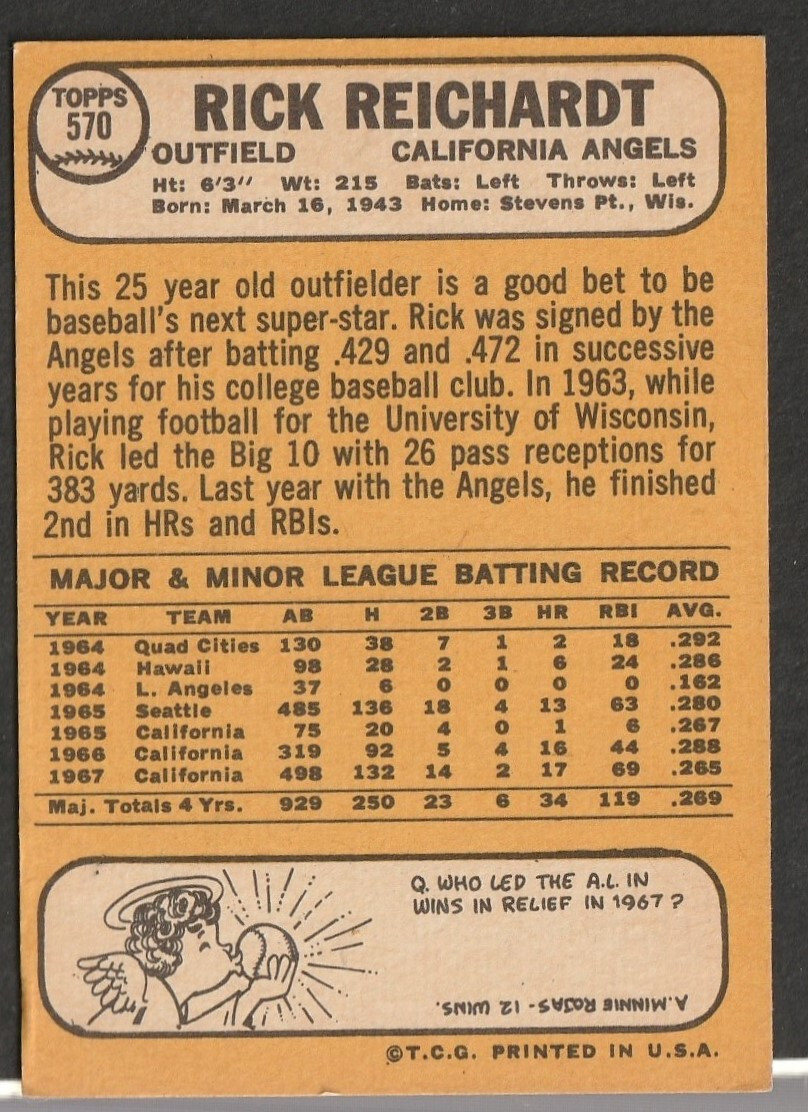 TOPPS
570
RICK REICHARDT
OUTFIELD CALIFORNIA ANGELS
Ht: 6'3" Wt: 215 Bats: Left Throws: Left
Born: March 16, 1943 Home: Stevens Pt., Wis.
This 25 year old outfielder is a good bet to be
baseball's next super-star. Rick was signed by the
Angels after batting .429 and .472 in successive
years for his college baseball club. In 1963, while
playing football for the University of Wisconsin,
Rick led the Big 10 with 26 pass receptions for
383 yards. Last year with the Angels, he finished
2nd in HRs and RBIs.
MAJOR & MINOR LEAGUE BATTING RECORD
YEAR TEAM AB H 2B 3B HR RBI AVG.
1964 Quad Cities 130 38 7 1 2 18 .292
1964 Hawaii 98 28 2 1 6 24 .286
1964 L. Angeles 37 6 0 0 0 0 .162
1965 Seattle 485 136 18 4 13 63 .280
1965 California 75 20 4 0 1 6 .267
1966 California 319 92 5 4 16 44 .288
1967 California 498 132 14 2 17 69 .265
Maj. Totals 4 Yrs. 929 250 23 6 34 119 .269
Q. WHO LED THE A.L. IN
WINS IN RELIEF IN 1967?
A. MINNIE ROJAS - 12 WINS.
©T.C.G. PRINTED IN U.S.A.